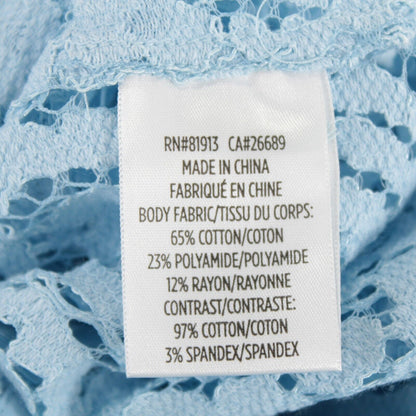 RN#81913 CA#26689
MADE IN CHINA
FABRIQUÉ EN CHINE
BODY FABRIC/TISSU DU CORPS:
65% COTTON/COTON
23% POLYAMIDE/POLYAMIDE
12% RAYON/RAYONNE
CONTRAST/CONTRASTE:
97% COTTON/COTON
3% SPANDEX/SPANDEX